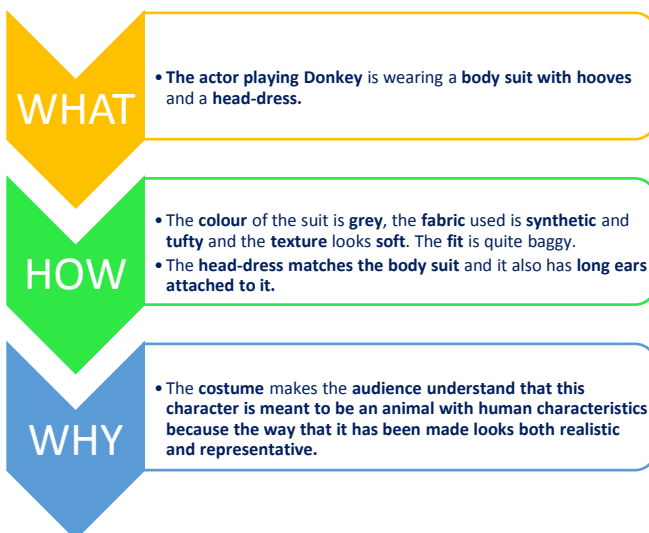 WHAT
• The actor playing Donkey is wearing a body suit with hooves
and a head-dress.
HOW
• The colour of the suit is grey, the fabric used is synthetic and
tufty and the texture looks soft. The fit is quite baggy.
• The head-dress matches the body suit and it also has long ears
attached to it.
WHY
• The costume makes the audience understand that this
character is meant to be an animal with human characteristics
because the way that it has been made looks both realistic
and representative.